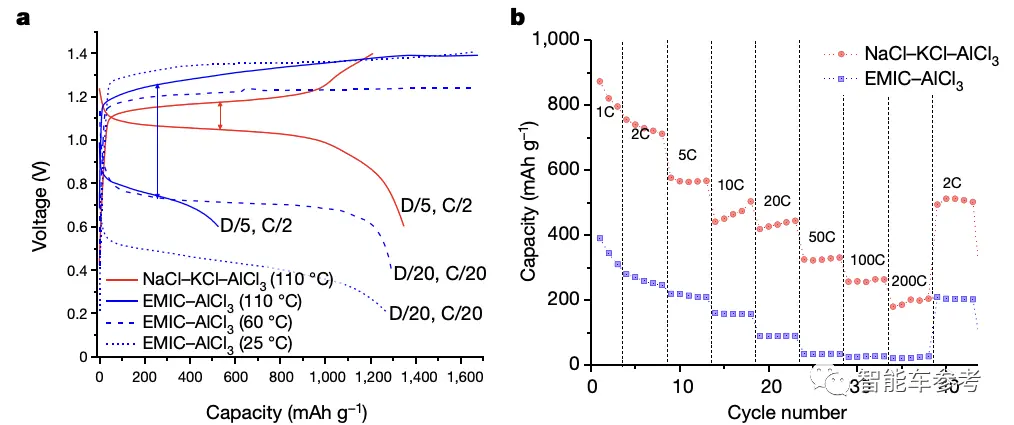 a
Voltage (V)
1.4
1.2
1.0
0.8
0.6
0.4
0.2
0
D/5, C/2
D/5, C/2
D/20, C/20
D/20, C/20
NaCl–KCl–AlCl₃ (110 °C)
EMIC–AlCl₃ (110 °C)
EMIC–AlCl₃ (60 °C)
EMIC–AlCl₃ (25 °C)
0 200 400 600 800 1,000 1,200 1,400 1,600
Capacity (mAh g⁻¹)
b
Capacity (mAh g⁻¹)
1,000
800
600
400
200
0
NaCl–KCl–AlCl₃
EMIC–AlCl₃
1C
2C
5C
10C
20C
50C
100C
200C
2C
0 10 20 30 40
Cycle number
智能车参考